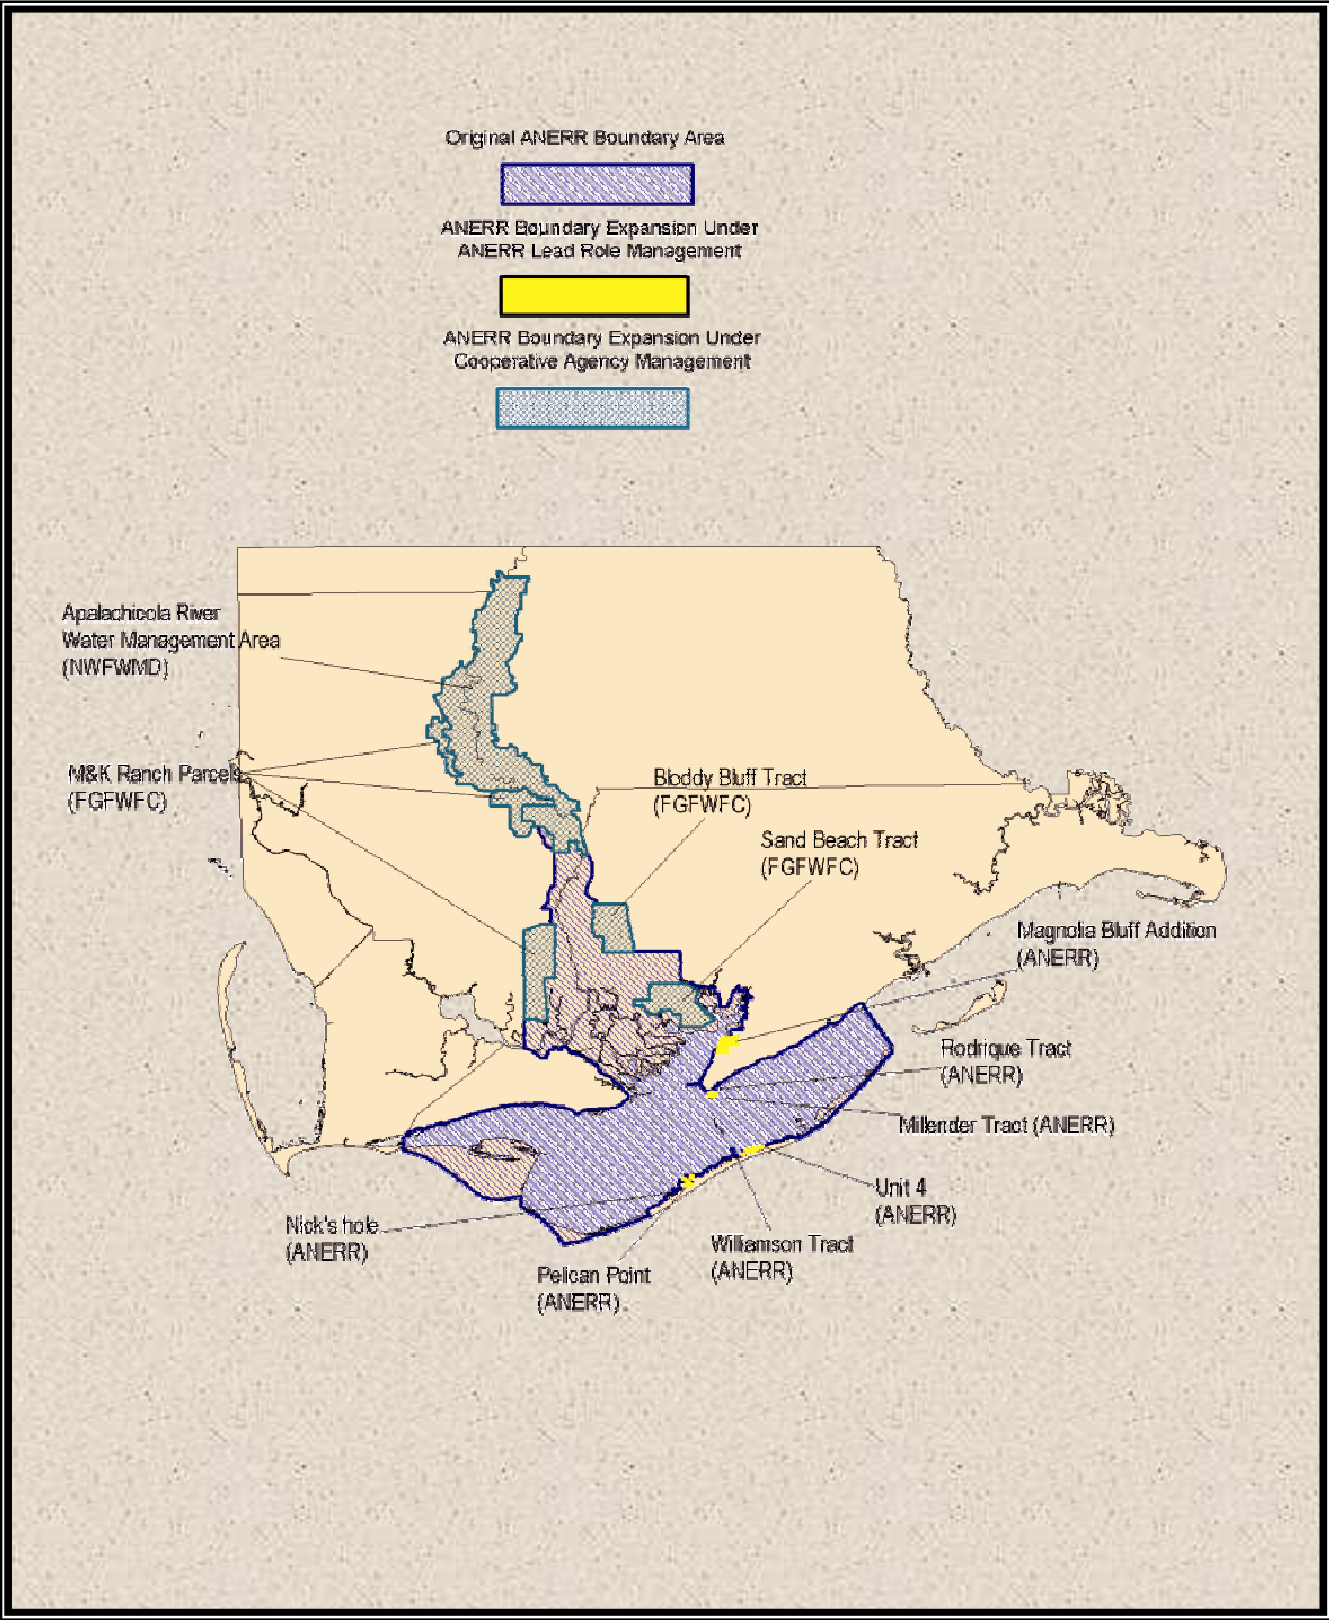 Original ANERR Boundary Area
ANERR Boundary Expansion Under
ANERR Lead Role Management
ANERR Boundary Expansion Under
Cooperative Agency Management
Apalachicola River
Water Management Area
(NWFWMD)
M&K Ranch Parcels
(FGFWFC)
Bloddy Bluff Tract
(FGFWFC)
Sand Beach Tract
(FGFWFC)
Magnolia Bluff Addition
(ANERR)
Rodrique Tract
(ANERR)
Millender Tract (ANERR)
Unit 4
(ANERR)
Williamson Tract
(ANERR)
Nick's hole
(ANERR)
Pelican Point
(ANERR)